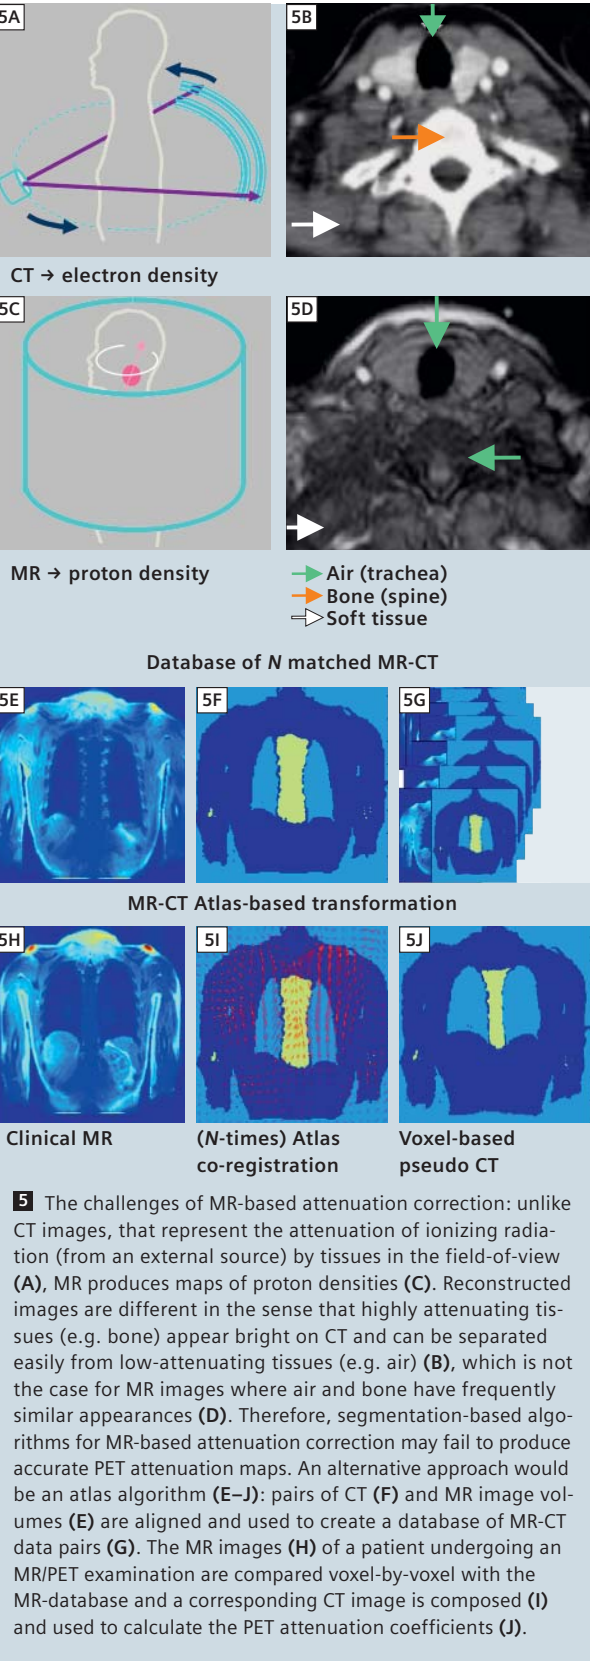 5A
5B
CT → electron density
5C
5D
MR → proton density
Air (trachea)
Bone (spine)
Soft tissue
Database of N matched MR-CT
5E
5F
5G
MR-CT Atlas-based transformation
5H
5I
5J
Clinical MR
(N-times) Atlas
co-registration
Voxel-based
pseudo CT
5 The challenges of MR-based attenuation correction: unlike
CT images, that represent the attenuation of ionizing radia-
tion (from an external source) by tissues in the field-of-view
(A), MR produces maps of proton densities (C). Reconstructed
images are different in the sense that highly attenuating tis-
sues (e.g. bone) appear bright on CT and can be separated
easily from low-attenuating tissues (e.g. air) (B), which is not
the case for MR images where air and bone have frequently
similar appearances (D). Therefore, segmentation-based algo-
rithms for MR-based attenuation correction may fail to produce
accurate PET attenuation maps. An alternative approach would
be an atlas algorithm (E–J): pairs of CT (F) and MR image vol-
umes (E) are aligned and used to create a database of MR-CT
data pairs (G). The MR images (H) of a patient undergoing an
MR/PET examination are compared voxel-by-voxel with the
MR-database and a corresponding CT image is composed (I)
and used to calculate the PET attenuation coefficients (J).